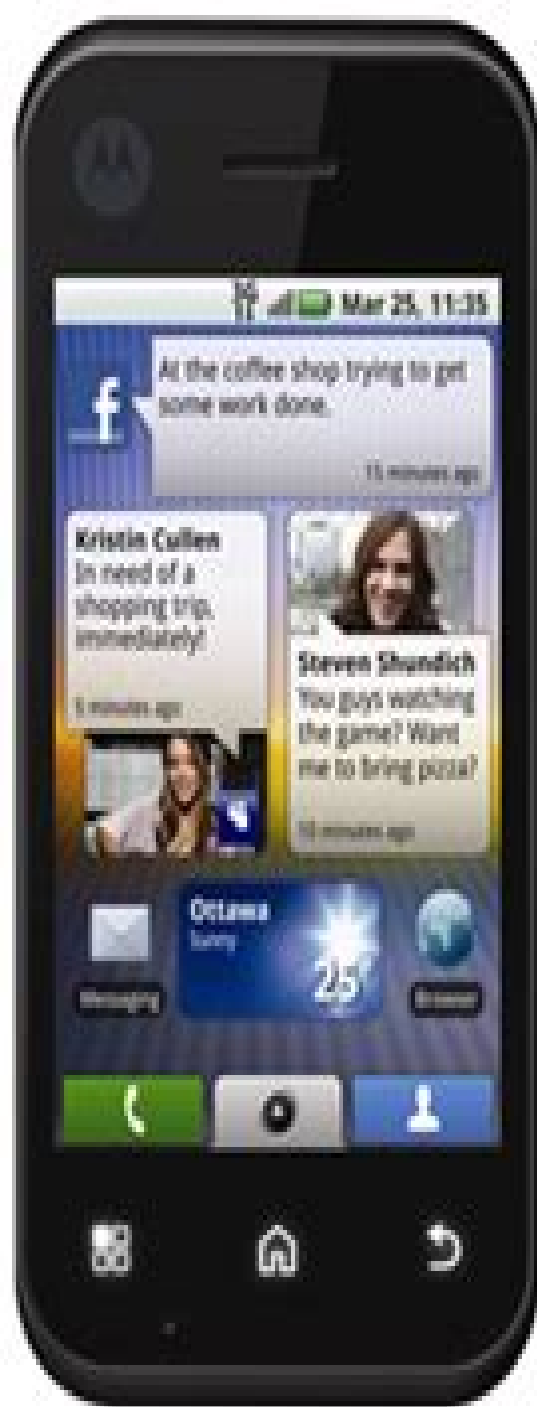 3G
Mar 25, 11:35
f
At the coffee shop trying to get
some work done.
15 minutes ago
Kristin Cullen
In need of a
shopping trip,
immediately!
5 minutes ago
Steven Shundich
You guys watching
the game? Want
me to bring pizza?
10 minutes ago
Ottawa
Sunny
25°
Messaging
Browser